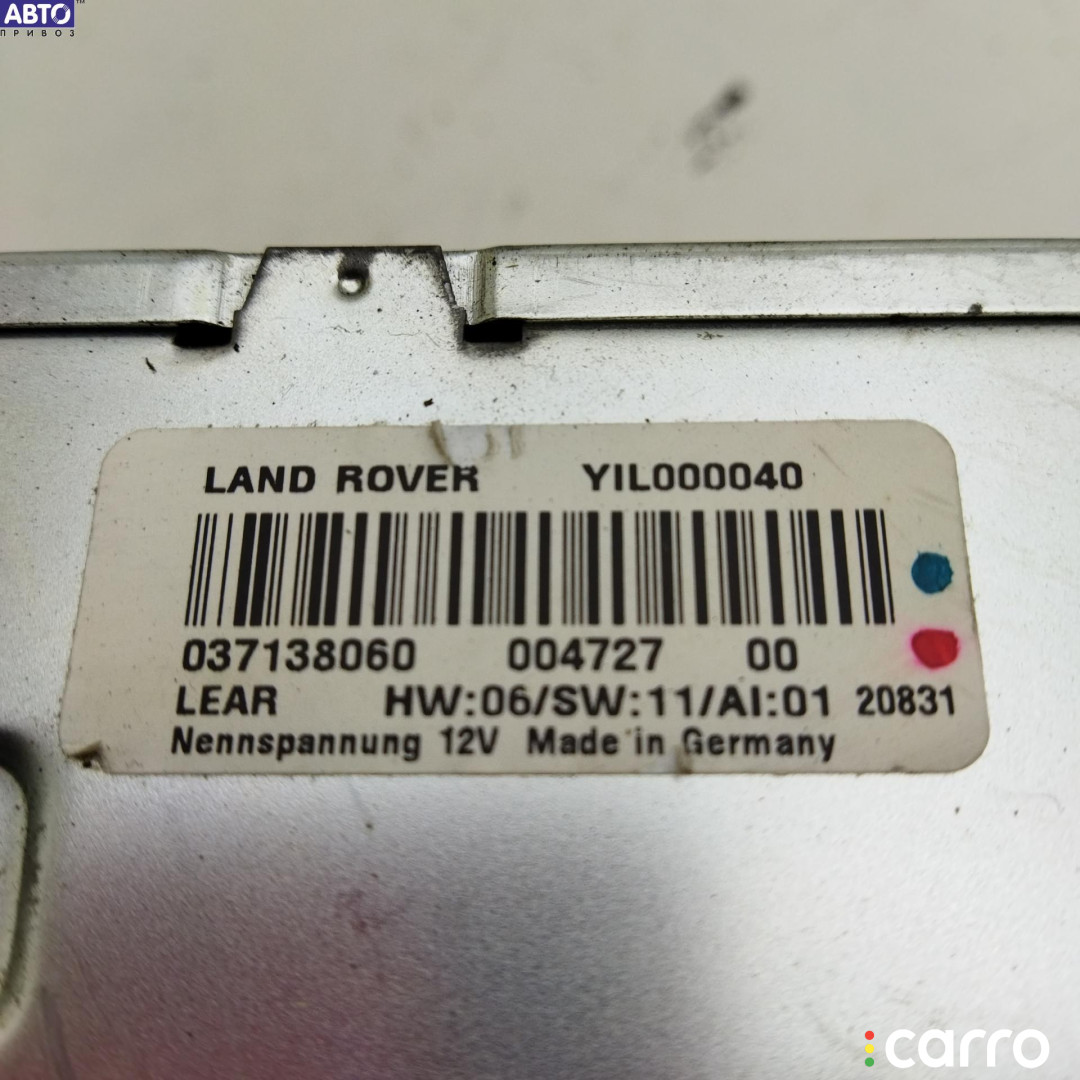 АВТО™
ПРИВОЗ
LAND ROVER YIL000040
037138060 004727 00
LEAR HW:06/SW:11/AI:01 20831
Nennspannung 12V Made in Germany
carro